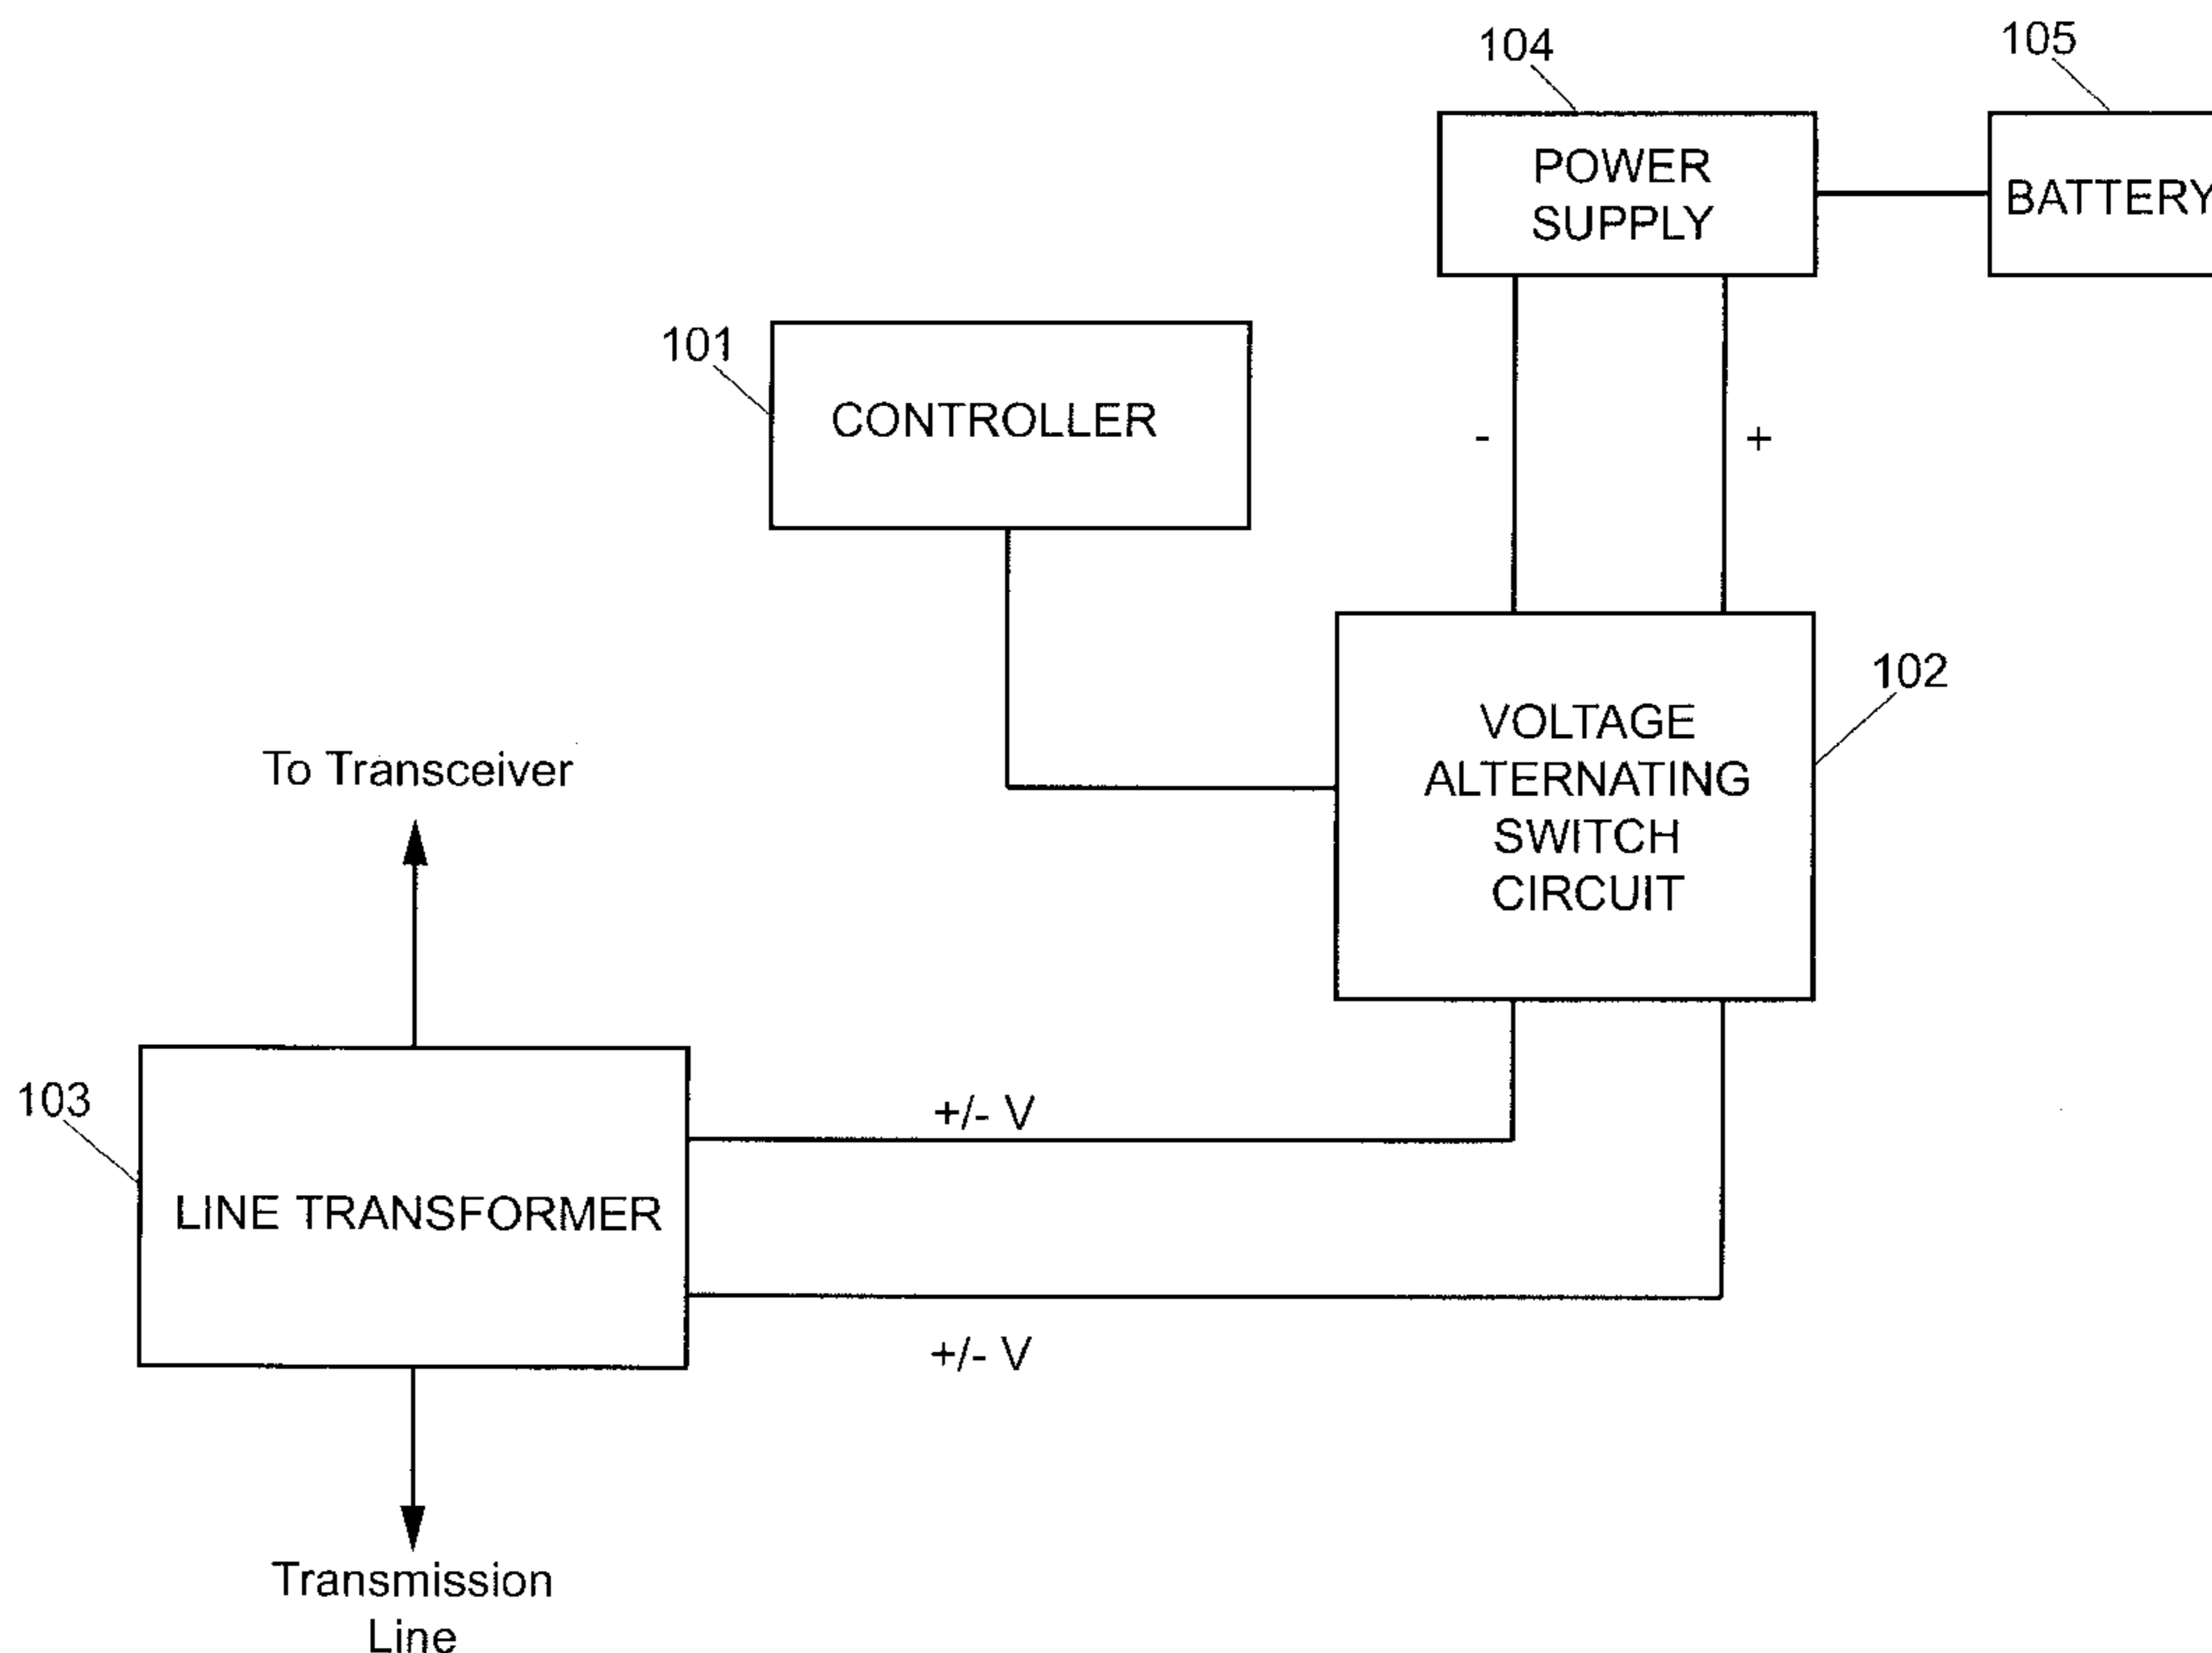 104
105
POWER
SUPPLY
BATTERY
101
CONTROLLER
-
+
102
VOLTAGE
ALTERNATING
SWITCH
CIRCUIT
To Transceiver
103
+/- V
LINE TRANSFORMER
+/- V
Transmission
Line